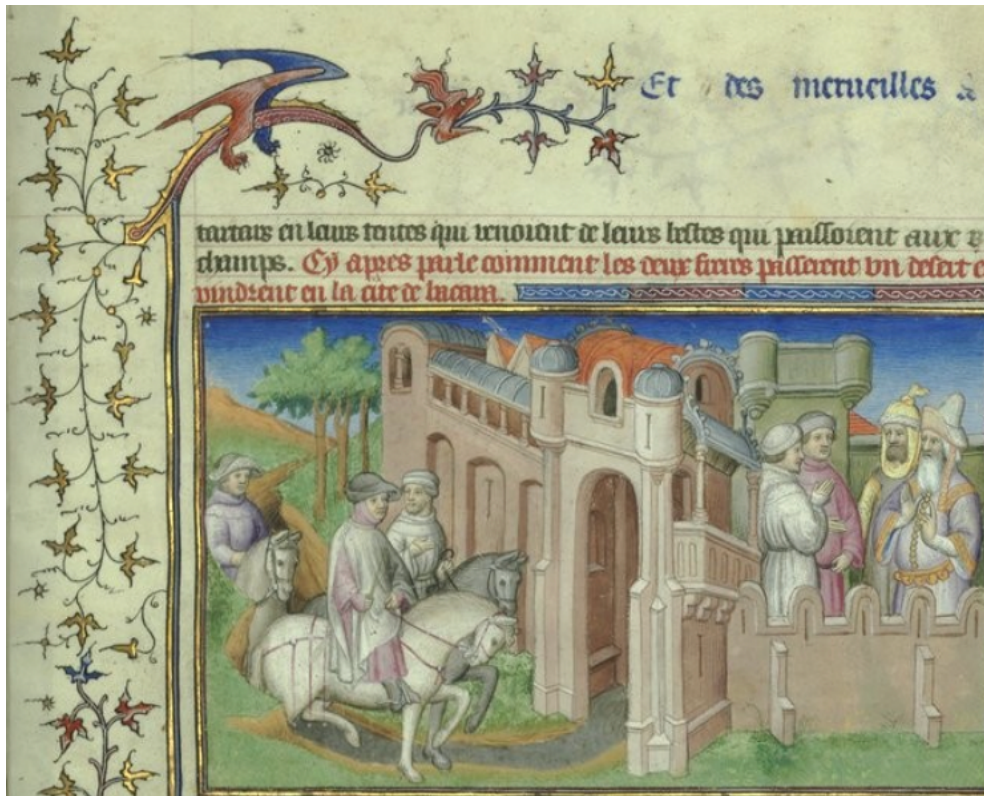 Et des merueilles &
tartars en leurs tentes qui venoient de leurs bestes qui paissoient aux
champs. Cy apres parle comment les deux freres passerent vn desert e
vindrent en la cite de bucara.